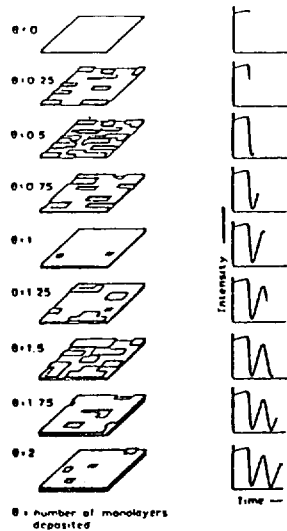 θ=0
θ=0.25
θ=0.5
θ=0.75
θ=1
θ=1.25
θ=1.5
θ=1.75
θ=2
Intensity
Time
θ = number of monolayers
deposited